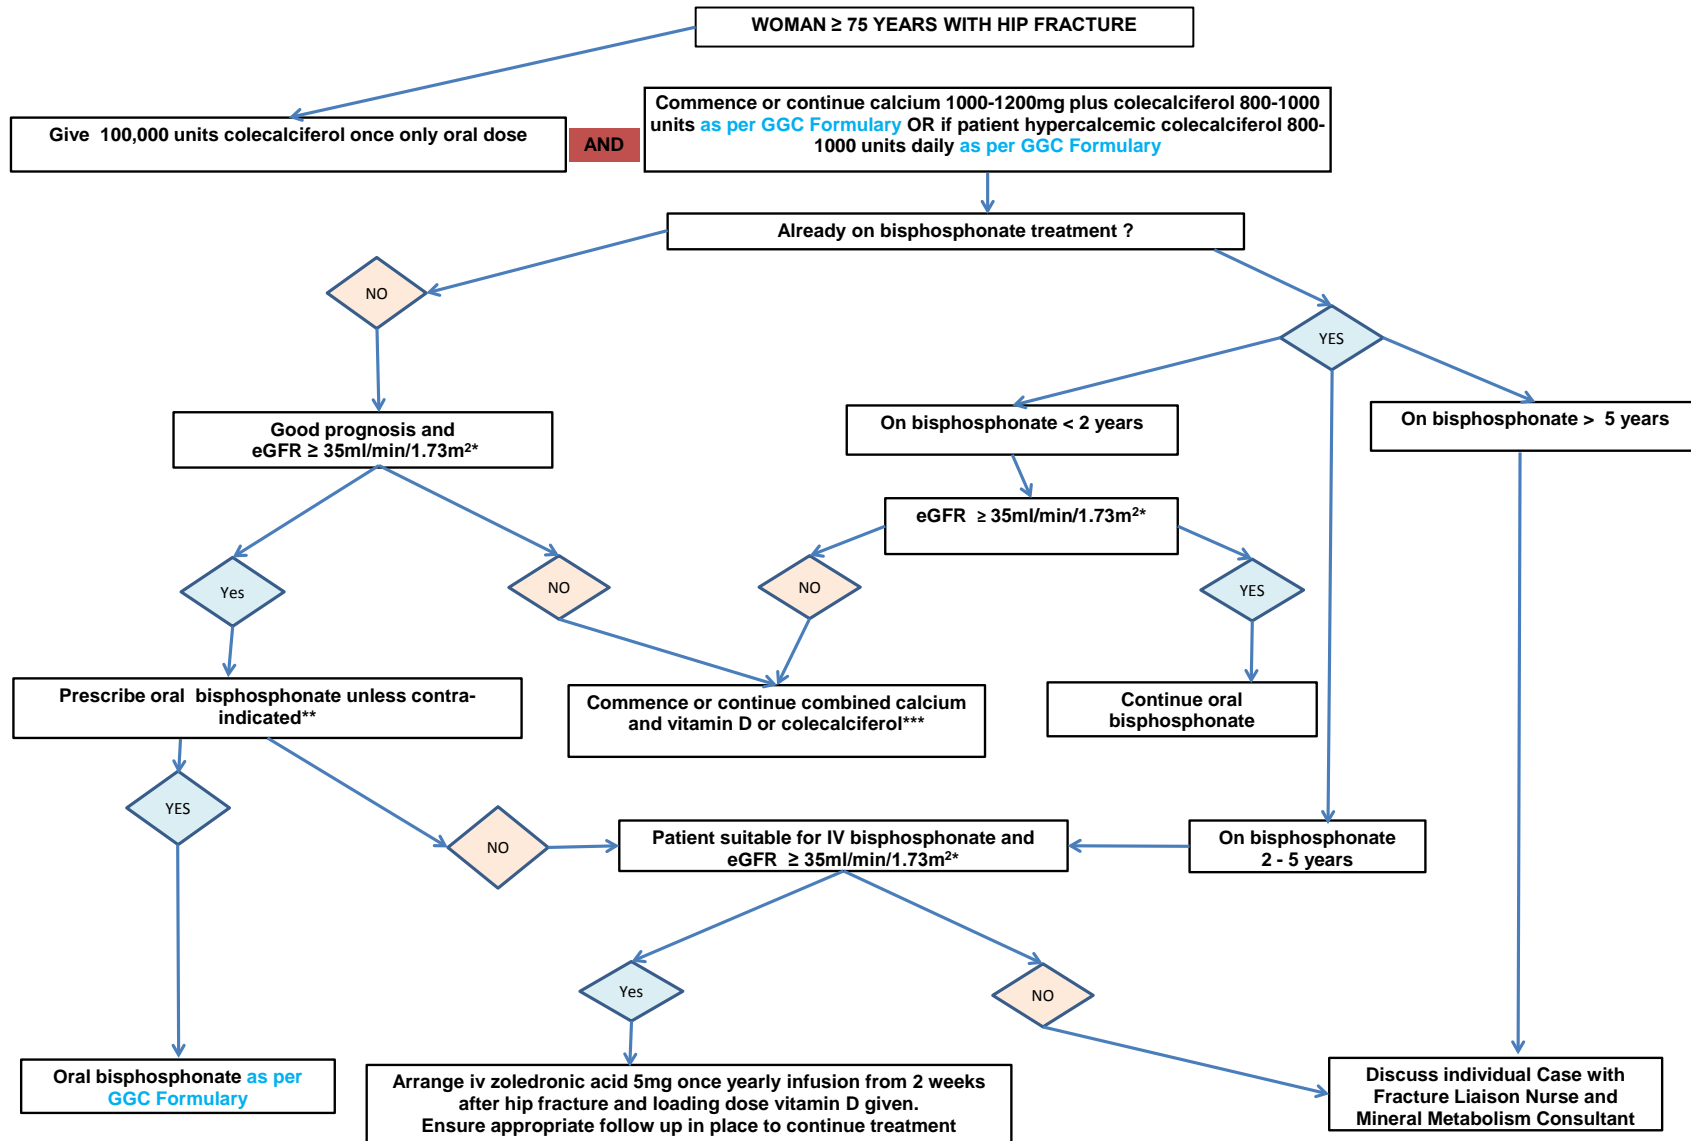 WOMAN ≥ 75 YEARS WITH HIP FRACTURE
Give 100,000 units colecalciferol once only oral dose
AND
Commence or continue calcium 1000-1200mg plus colecalciferol 800-1000
units as per GGC Formulary OR if patient hypercalcemic colecalciferol 800-
1000 units daily as per GGC Formulary
Already on bisphosphonate treatment ?
NO
YES
Good prognosis and
eGFR ≥ 35ml/min/1.73m²*
On bisphosphonate < 2 years
On bisphosphonate > 5 years
eGFR ≥ 35ml/min/1.73m²*
Yes
NO
NO
YES
Prescribe oral bisphosphonate unless contra-
indicated**
Commence or continue combined calcium
and vitamin D or colecalciferol***
Continue oral
bisphosphonate
YES
NO
Patient suitable for IV bisphosphonate and
eGFR ≥ 35ml/min/1.73m²*
On bisphosphonate
2 - 5 years
Yes
NO
Oral bisphosphonate as per
GGC Formulary
Arrange iv zoledronic acid 5mg once yearly infusion from 2 weeks
after hip fracture and loading dose vitamin D given.
Ensure appropriate follow up in place to continue treatment
Discuss individual Case with
Fracture Liaison Nurse and
Mineral Metabolism Consultant